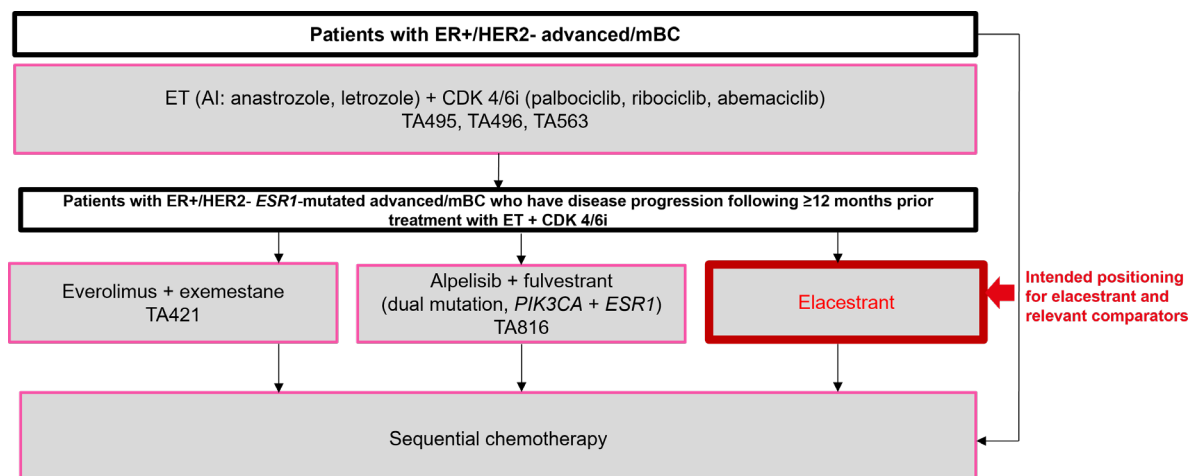 Patients with ER+/HER2- advanced/mBC
ET (AI: anastrozole, letrozole) + CDK 4/6i (palbociclib, ribociclib, abemaciclib)
TA495, TA496, TA563
Patients with ER+/HER2- ESR1-mutated advanced/mBC who have disease progression following ≥12 months prior
treatment with ET + CDK 4/6i
Everolimus + exemestane
TA421
Alpelisib + fulvestrant
(dual mutation, PIK3CA + ESR1)
TA816
Elacestrant
Intended positioning
for elacestrant and
relevant comparators
Sequential chemotherapy